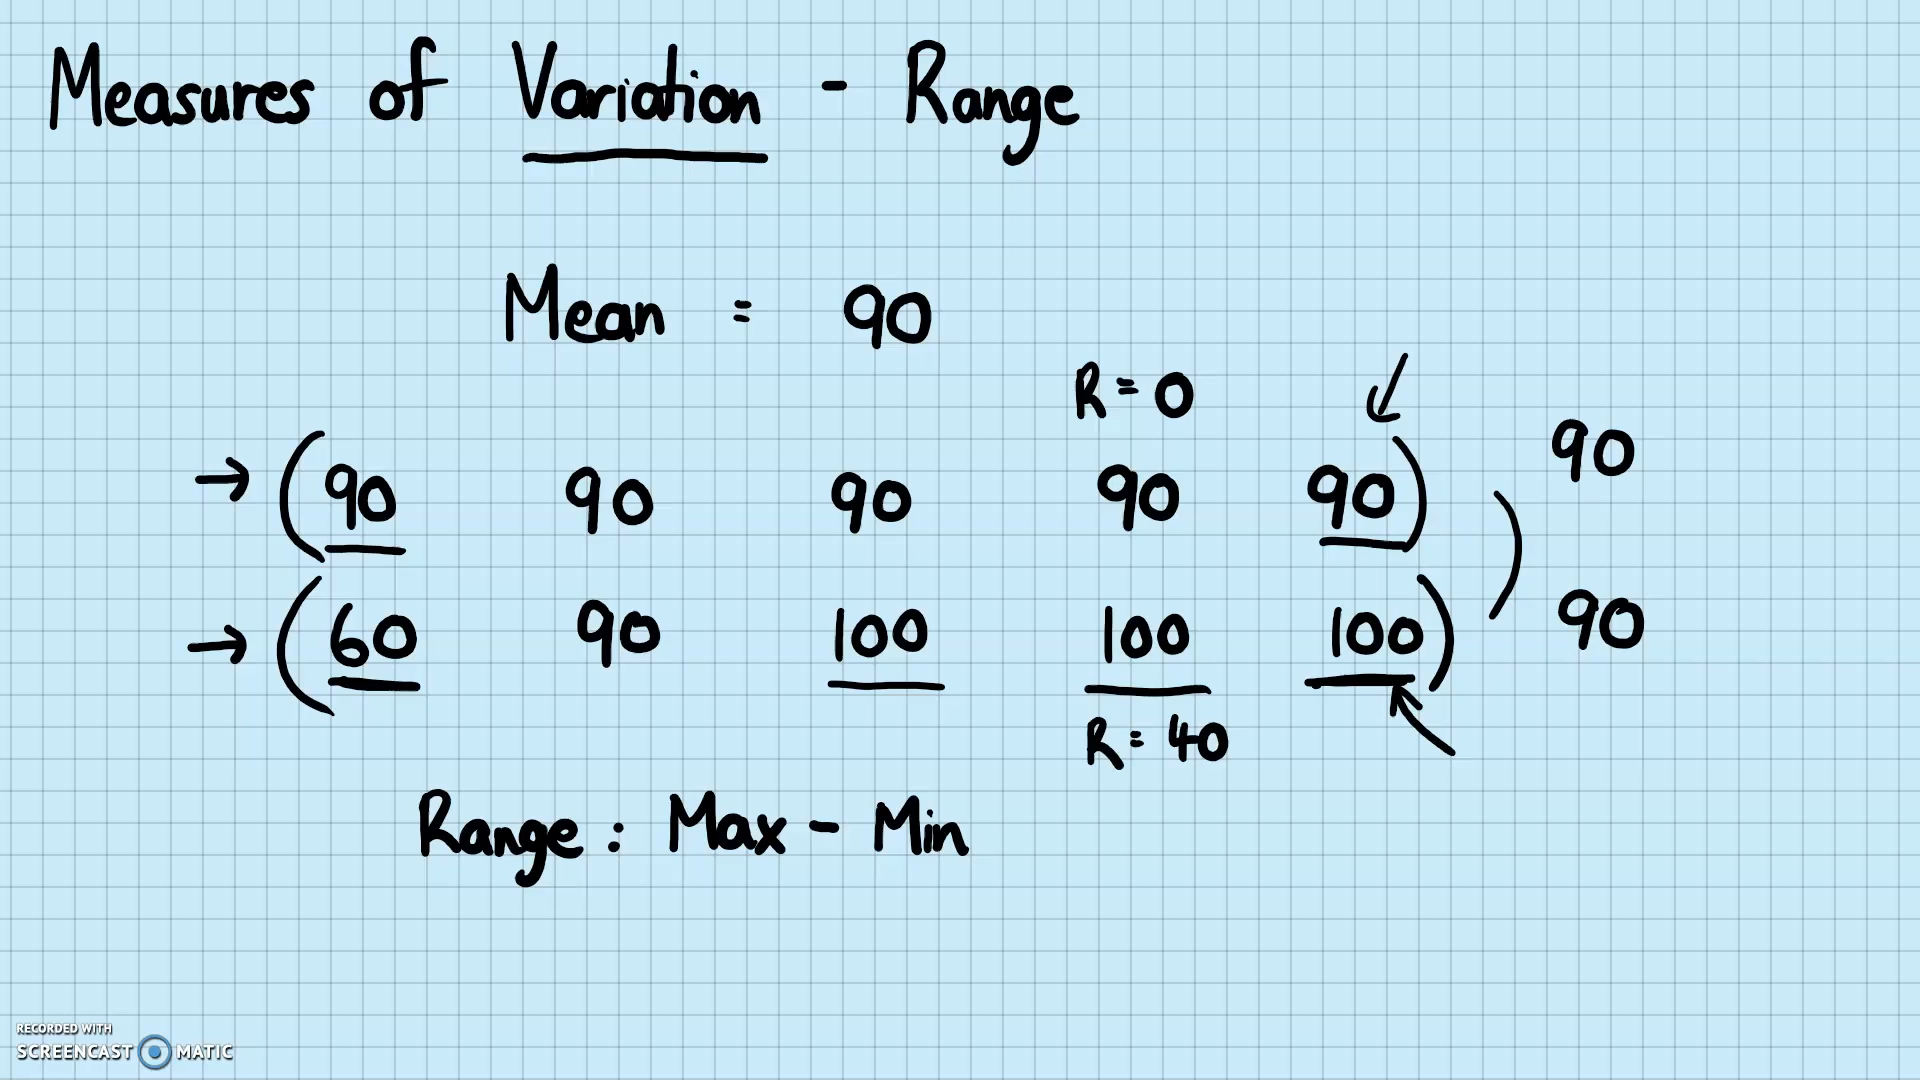 Measures of Variation - Range
Mean = 90
R = 0
→ (90 90 90 90 90) 90
→ (60 90 100 100 100) 90
R = 40
Range : Max - Min
RECORDED WITH
SCREENCAST MATIC